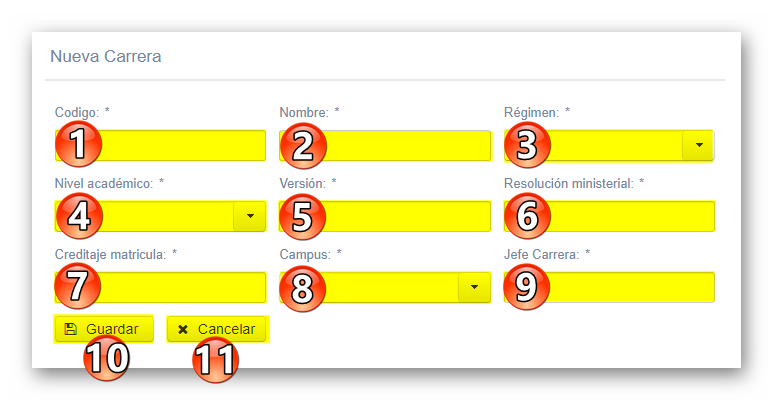 Nueva Carrera
Codigo: * Nombre: * Régimen: *
1 2 3
Nivel académico: * Versión: * Resolución ministerial: *
4 5 6
Creditaje matricula: * Campus: * Jefe Carrera: *
7 8 9
Guardar Cancelar
10 11